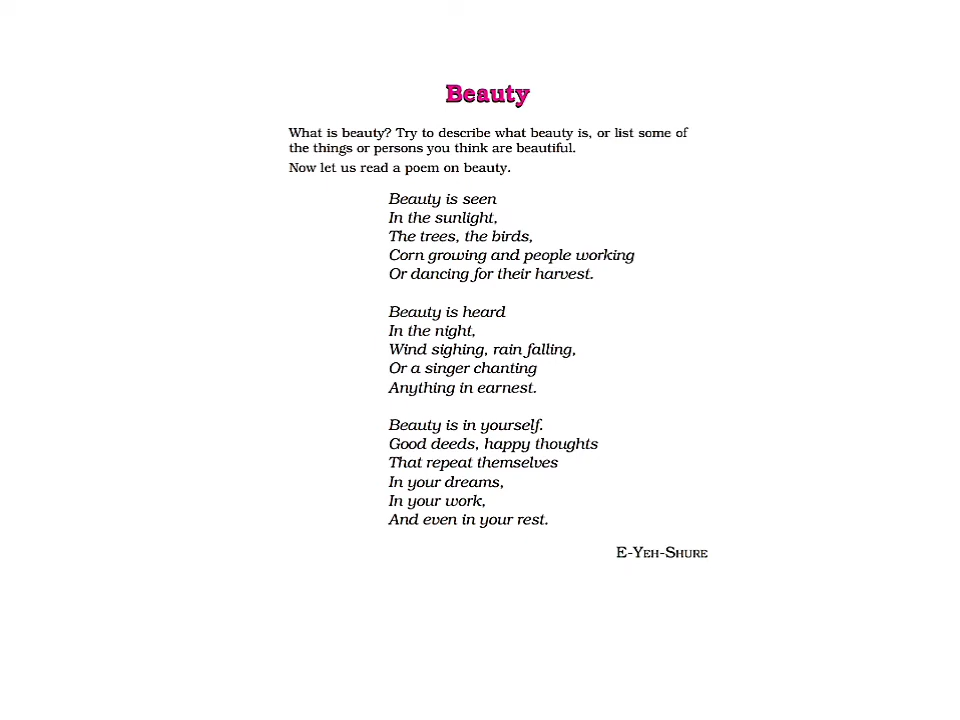 Beauty
What is beauty? Try to describe what beauty is, or list some of
the things or persons you think are beautiful.
Now let us read a poem on beauty.
Beauty is seen
In the sunlight,
The trees, the birds,
Corn growing and people working
Or dancing for their harvest.
Beauty is heard
In the night,
Wind sighing, rain falling,
Or a singer chanting
Anything in earnest.
Beauty is in yourself.
Good deeds, happy thoughts
That repeat themselves
In your dreams,
In your work,
And even in your rest.
E-Yeh-Shure